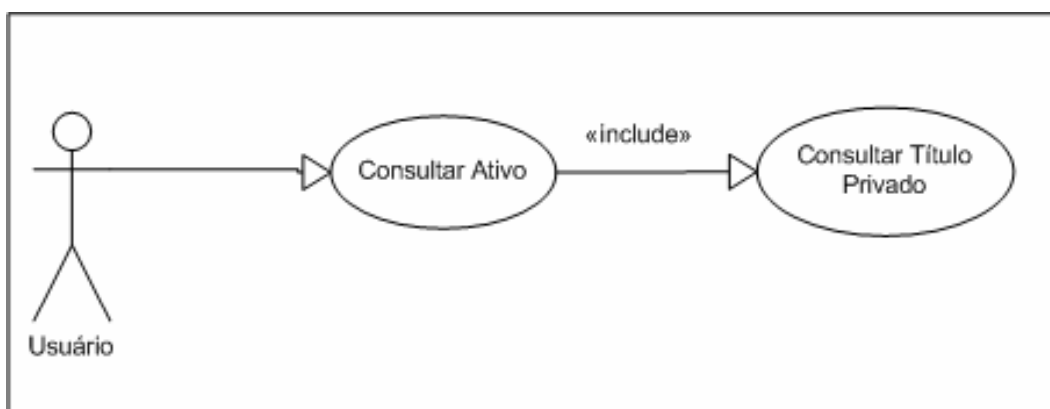 «include»
Consultar Ativo
Consultar Título
Privado
Usuário